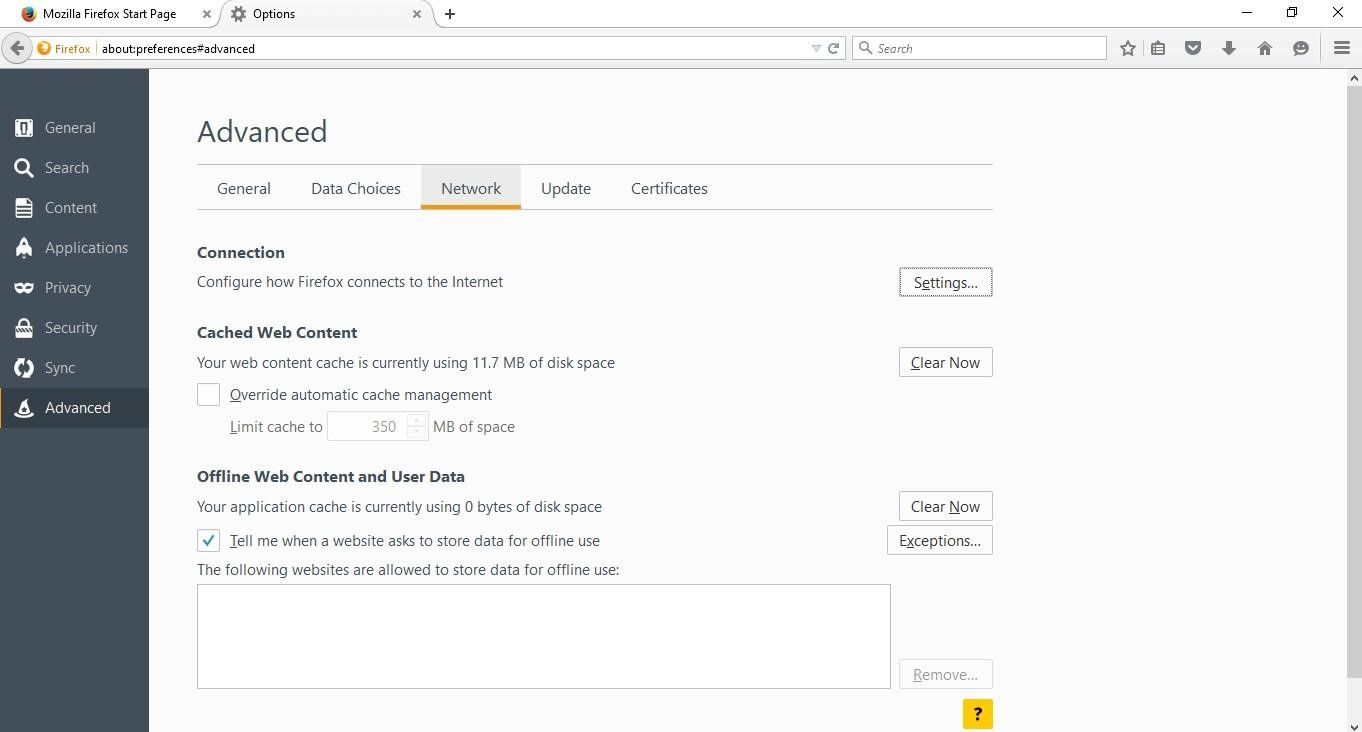 Mozilla Firefox Start Page
Options
Firefox about:preferences#advanced
Search
General
Search
Content
Applications
Privacy
Security
Sync
Advanced
Advanced
General Data Choices Network Update Certificates
Connection
Configure how Firefox connects to the Internet Settings...
Cached Web Content
Your web content cache is currently using 11.7 MB of disk space Clear Now
Override automatic cache management
Limit cache to 350 MB of space
Offline Web Content and User Data
Your application cache is currently using 0 bytes of disk space Clear Now
Tell me when a website asks to store data for offline use Exceptions...
The following websites are allowed to store data for offline use:
Remove...
?